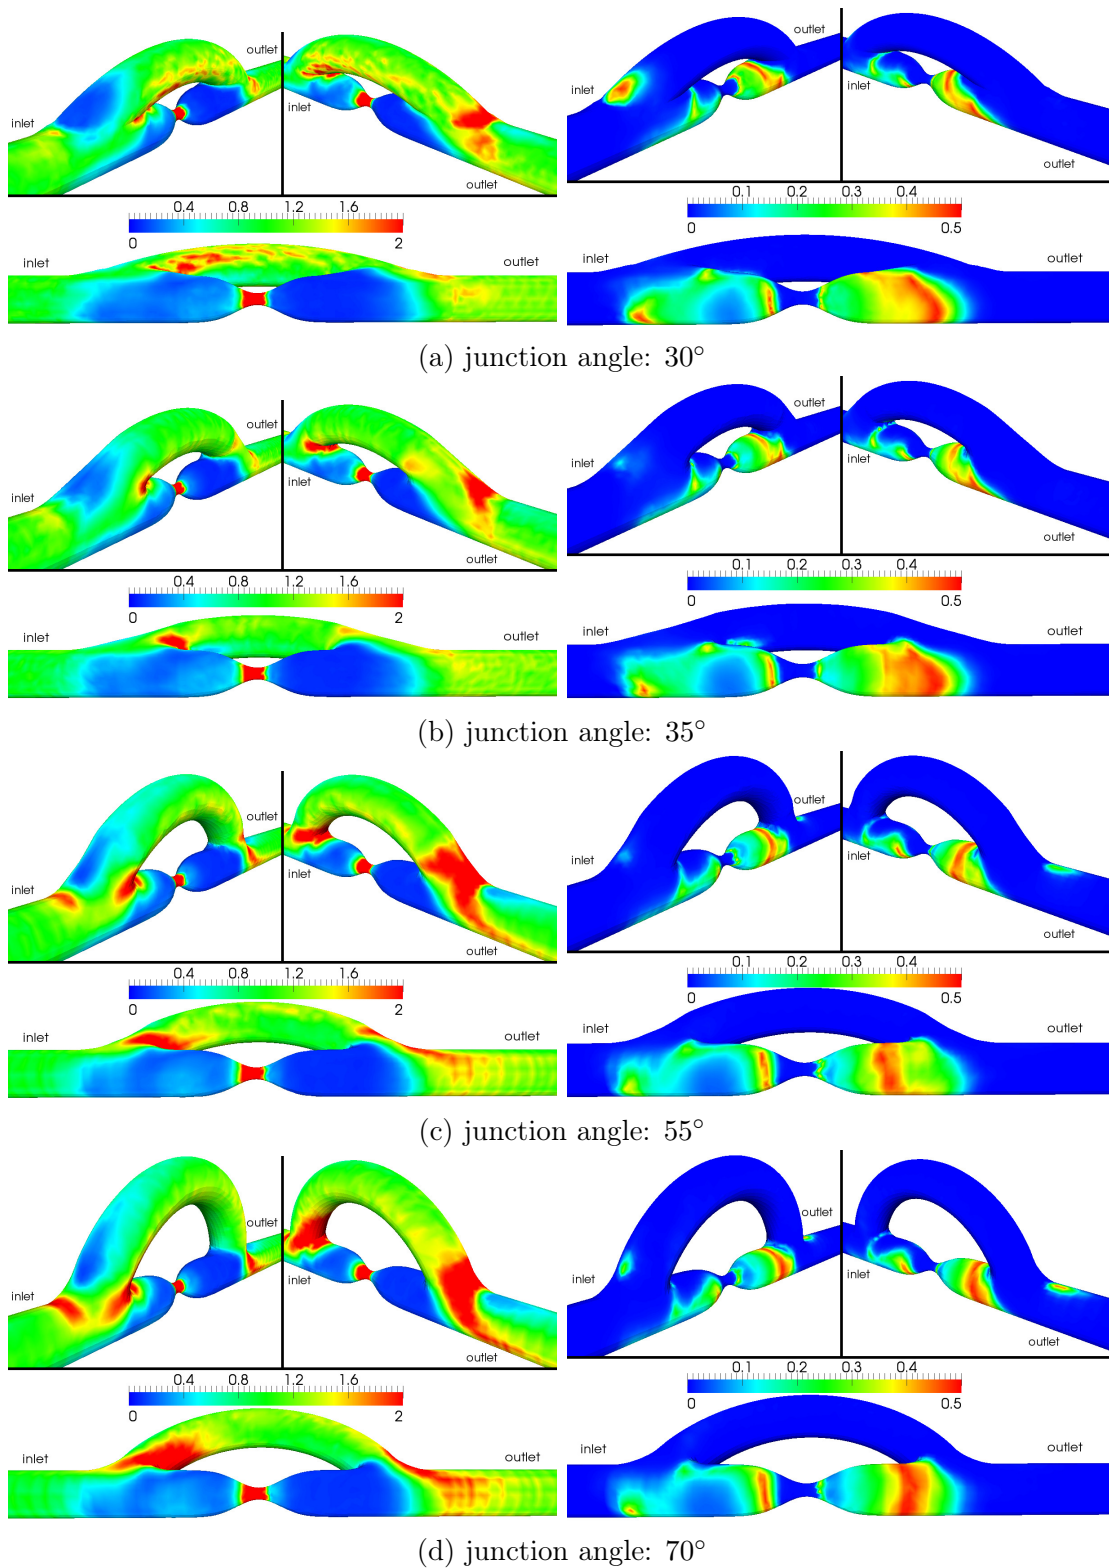 outlet
inlet
inlet
outlet
0.4 0.8 1.2 1.6
0 2
inlet
outlet
outlet
inlet
inlet
outlet
0.1 0.2 0.3 0.4
0 0.5
inlet
outlet
(a) junction angle: 30°
outlet
inlet
inlet
outlet
0.4 0.8 1.2 1.6
0 2
inlet
outlet
outlet
inlet
inlet
outlet
0.1 0.2 0.3 0.4
0 0.5
inlet
outlet
(b) junction angle: 35°
outlet
inlet
inlet
outlet
0.4 0.8 1.2 1.6
0 2
inlet
outlet
outlet
inlet
inlet
outlet
0.1 0.2 0.3 0.4
0 0.5
inlet
outlet
(c) junction angle: 55°
outlet
inlet
inlet
outlet
0.4 0.8 1.2 1.6
0 2
inlet
outlet
outlet
inlet
inlet
outlet
0.1 0.2 0.3 0.4
0 0.5
inlet
outlet
(d) junction angle: 70°